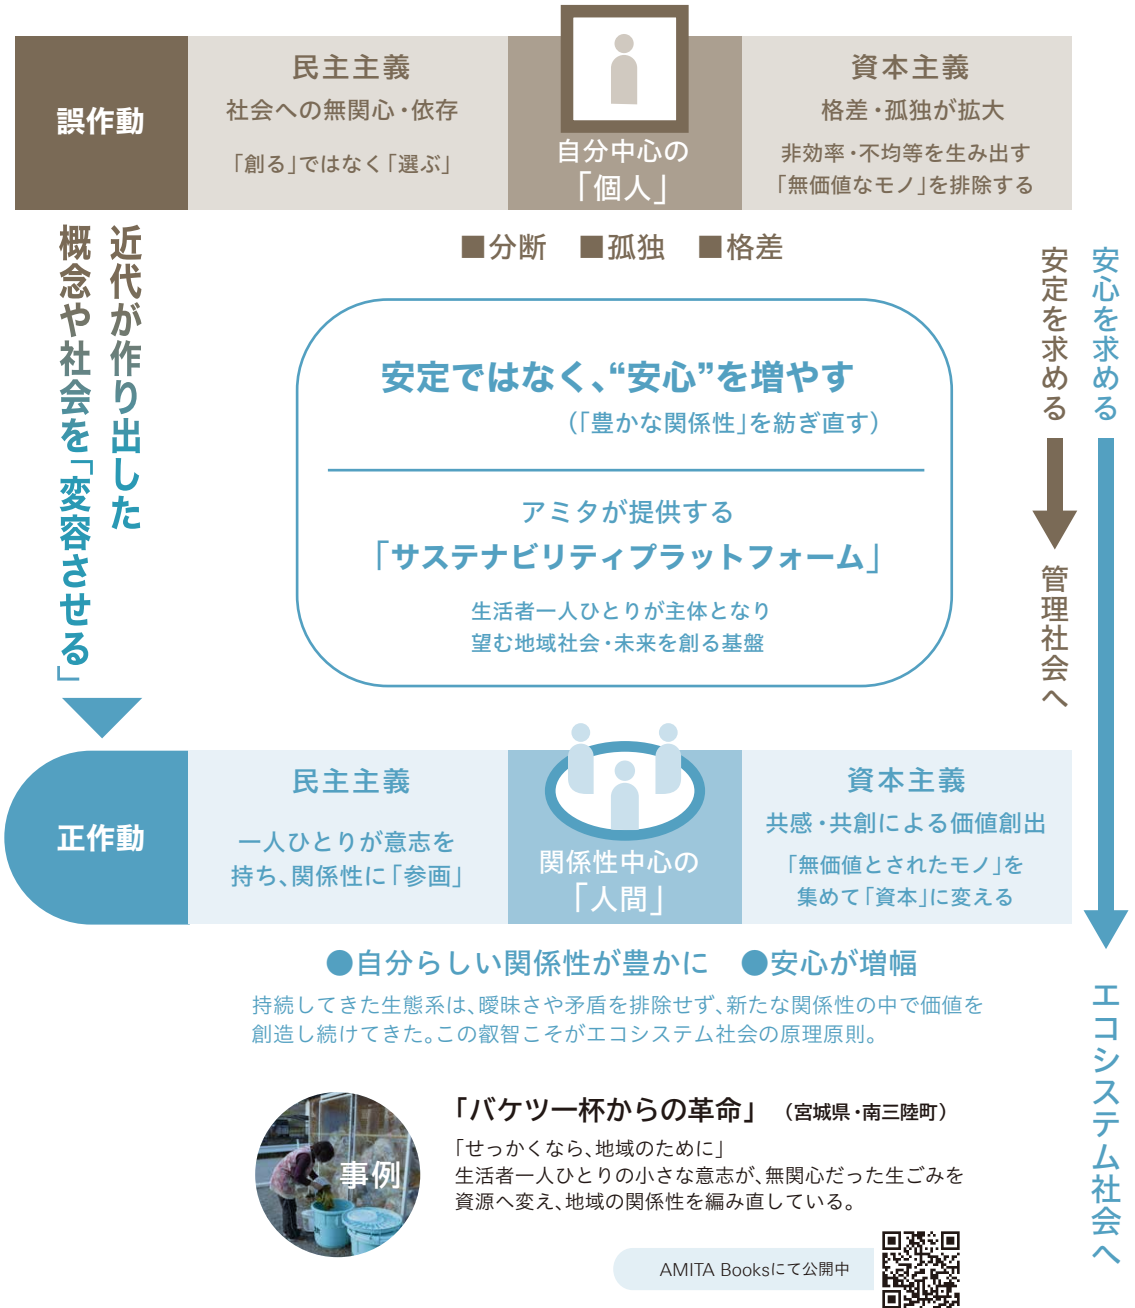 誤作動
民主主義
社会への無関心・依存
「創る」ではなく「選ぶ」
自分中心の
「個人」
資本主義
格差・孤独が拡大
非効率・不均等を生み出す
「無価値なモノ」を排除する
■分断 ■孤独 ■格差
近代が作り出した
概念や社会を「変容させる」
安定ではなく、“安心”を増やす
（「豊かな関係性」を紡ぎ直す）
アミタが提供する
「サステナビリティプラットフォーム」
生活者一人ひとりが主体となり
望む地域社会・未来を創る基盤
安心を求める
安定を求める
管理社会へ
正作動
民主主義
一人ひとりが意志を
持ち、関係性に「参画」
関係性中心の
「人間」
資本主義
共感・共創による価値創出
「無価値とされたモノ」を
集めて「資本」に変える
●自分らしい関係性が豊かに ●安心が増幅
持続してきた生態系は、曖昧さや矛盾を排除せず、新たな関係性の中で価値を
創造し続けてきた。この叡智こそがエコシステム社会の原理原則。
エコシステム社会へ
事例
「バケツ一杯からの革命」 （宮城県・南三陸町）
「せっかくなら、地域のために」
生活者一人ひとりの小さな意志が、無関心だった生ごみを
資源へ変え、地域の関係性を編み直している。
AMITA Booksにて公開中